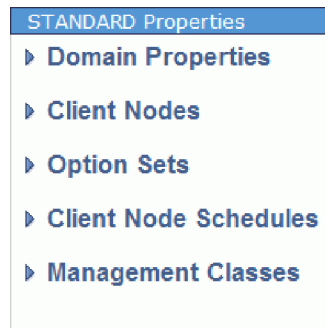 STANDARD Properties
Domain Properties
Client Nodes
Option Sets
Client Node Schedules
Management Classes